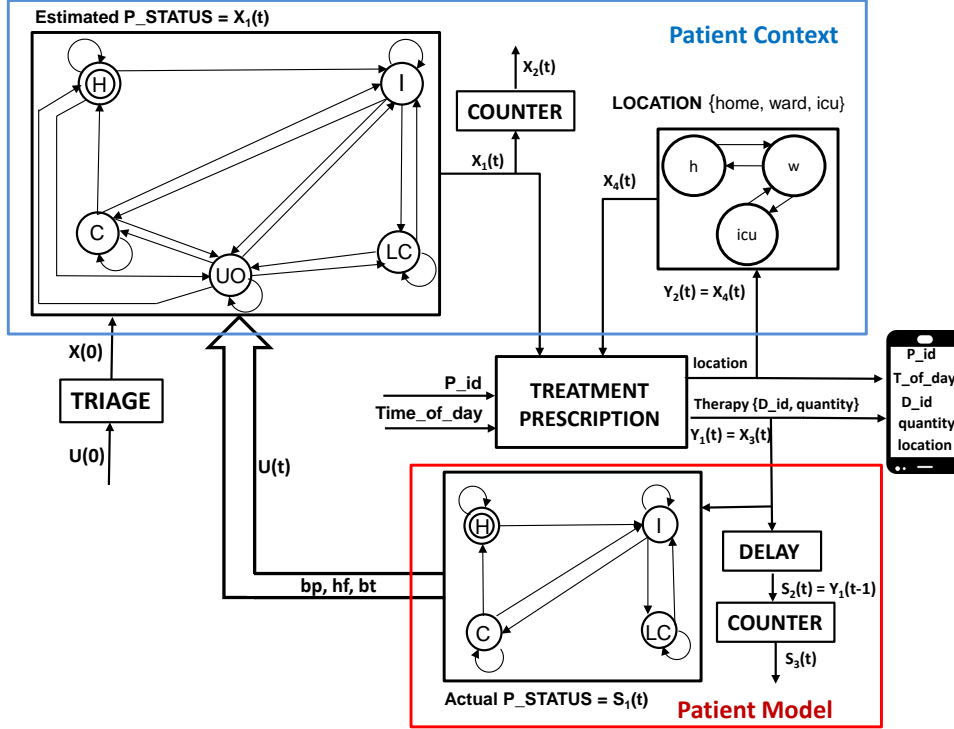 Estimated P_STATUS = X₁(t)
Patient Context
H
I
X₂(t)
COUNTER
X₁(t)
LOCATION {home, ward, icu}
h
w
icu
X₄(t)
C
UO
LC
Y₂(t) = X₄(t)
X(0)
TRIAGE
U(0)
U(t)
P_id
Time_of_day
TREATMENT
PRESCRIPTION
location
Therapy {D_id, quantity}
Y₁(t) = X₃(t)
P_id
T_of_day
D_id
quantity
location
H
I
C
LC
bp, hf, bt
DELAY
S₂(t) = Y₁(t-1)
COUNTER
S₃(t)
Actual P_STATUS = S₁(t)
Patient Model